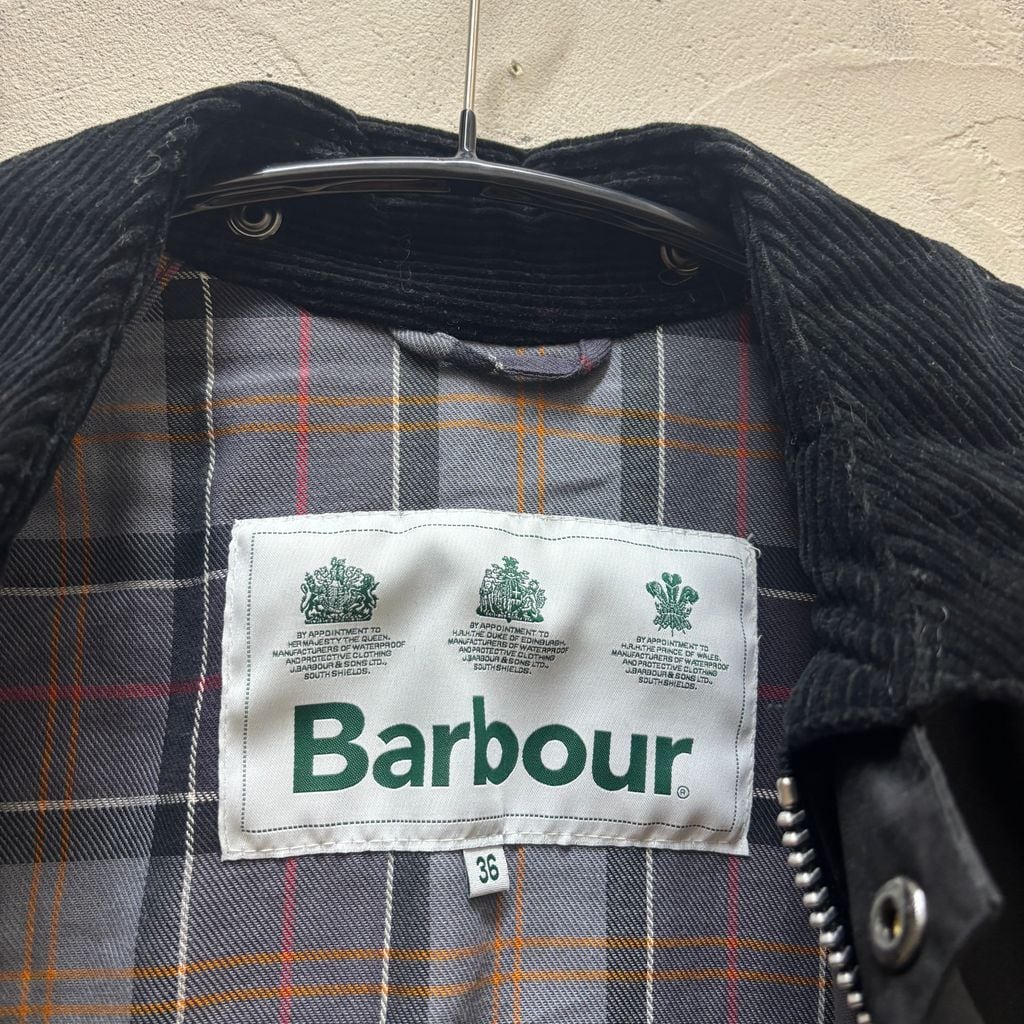 BY APPOINTMENT TO
HER MAJESTY THE QUEEN.
MANUFACTURERS OF WATERPROOF
AND PROTECTIVE CLOTHING
J.BARBOUR & SONS LTD.,
SOUTH SHIELDS.
BY APPOINTMENT TO
H.R.H. THE DUKE OF EDINBURGH.
MANUFACTURERS OF WATERPROOF
AND PROTECTIVE CLOTHING
J.BARBOUR & SONS LTD.,
SOUTH SHIELDS.
BY APPOINTMENT TO
H.R.H. THE PRINCE OF WALES.
MANUFACTURERS OF WATERPROOF
AND PROTECTIVE CLOTHING
J.BARBOUR & SONS LTD.,
SOUTH SHIELDS.
Barbour®
36